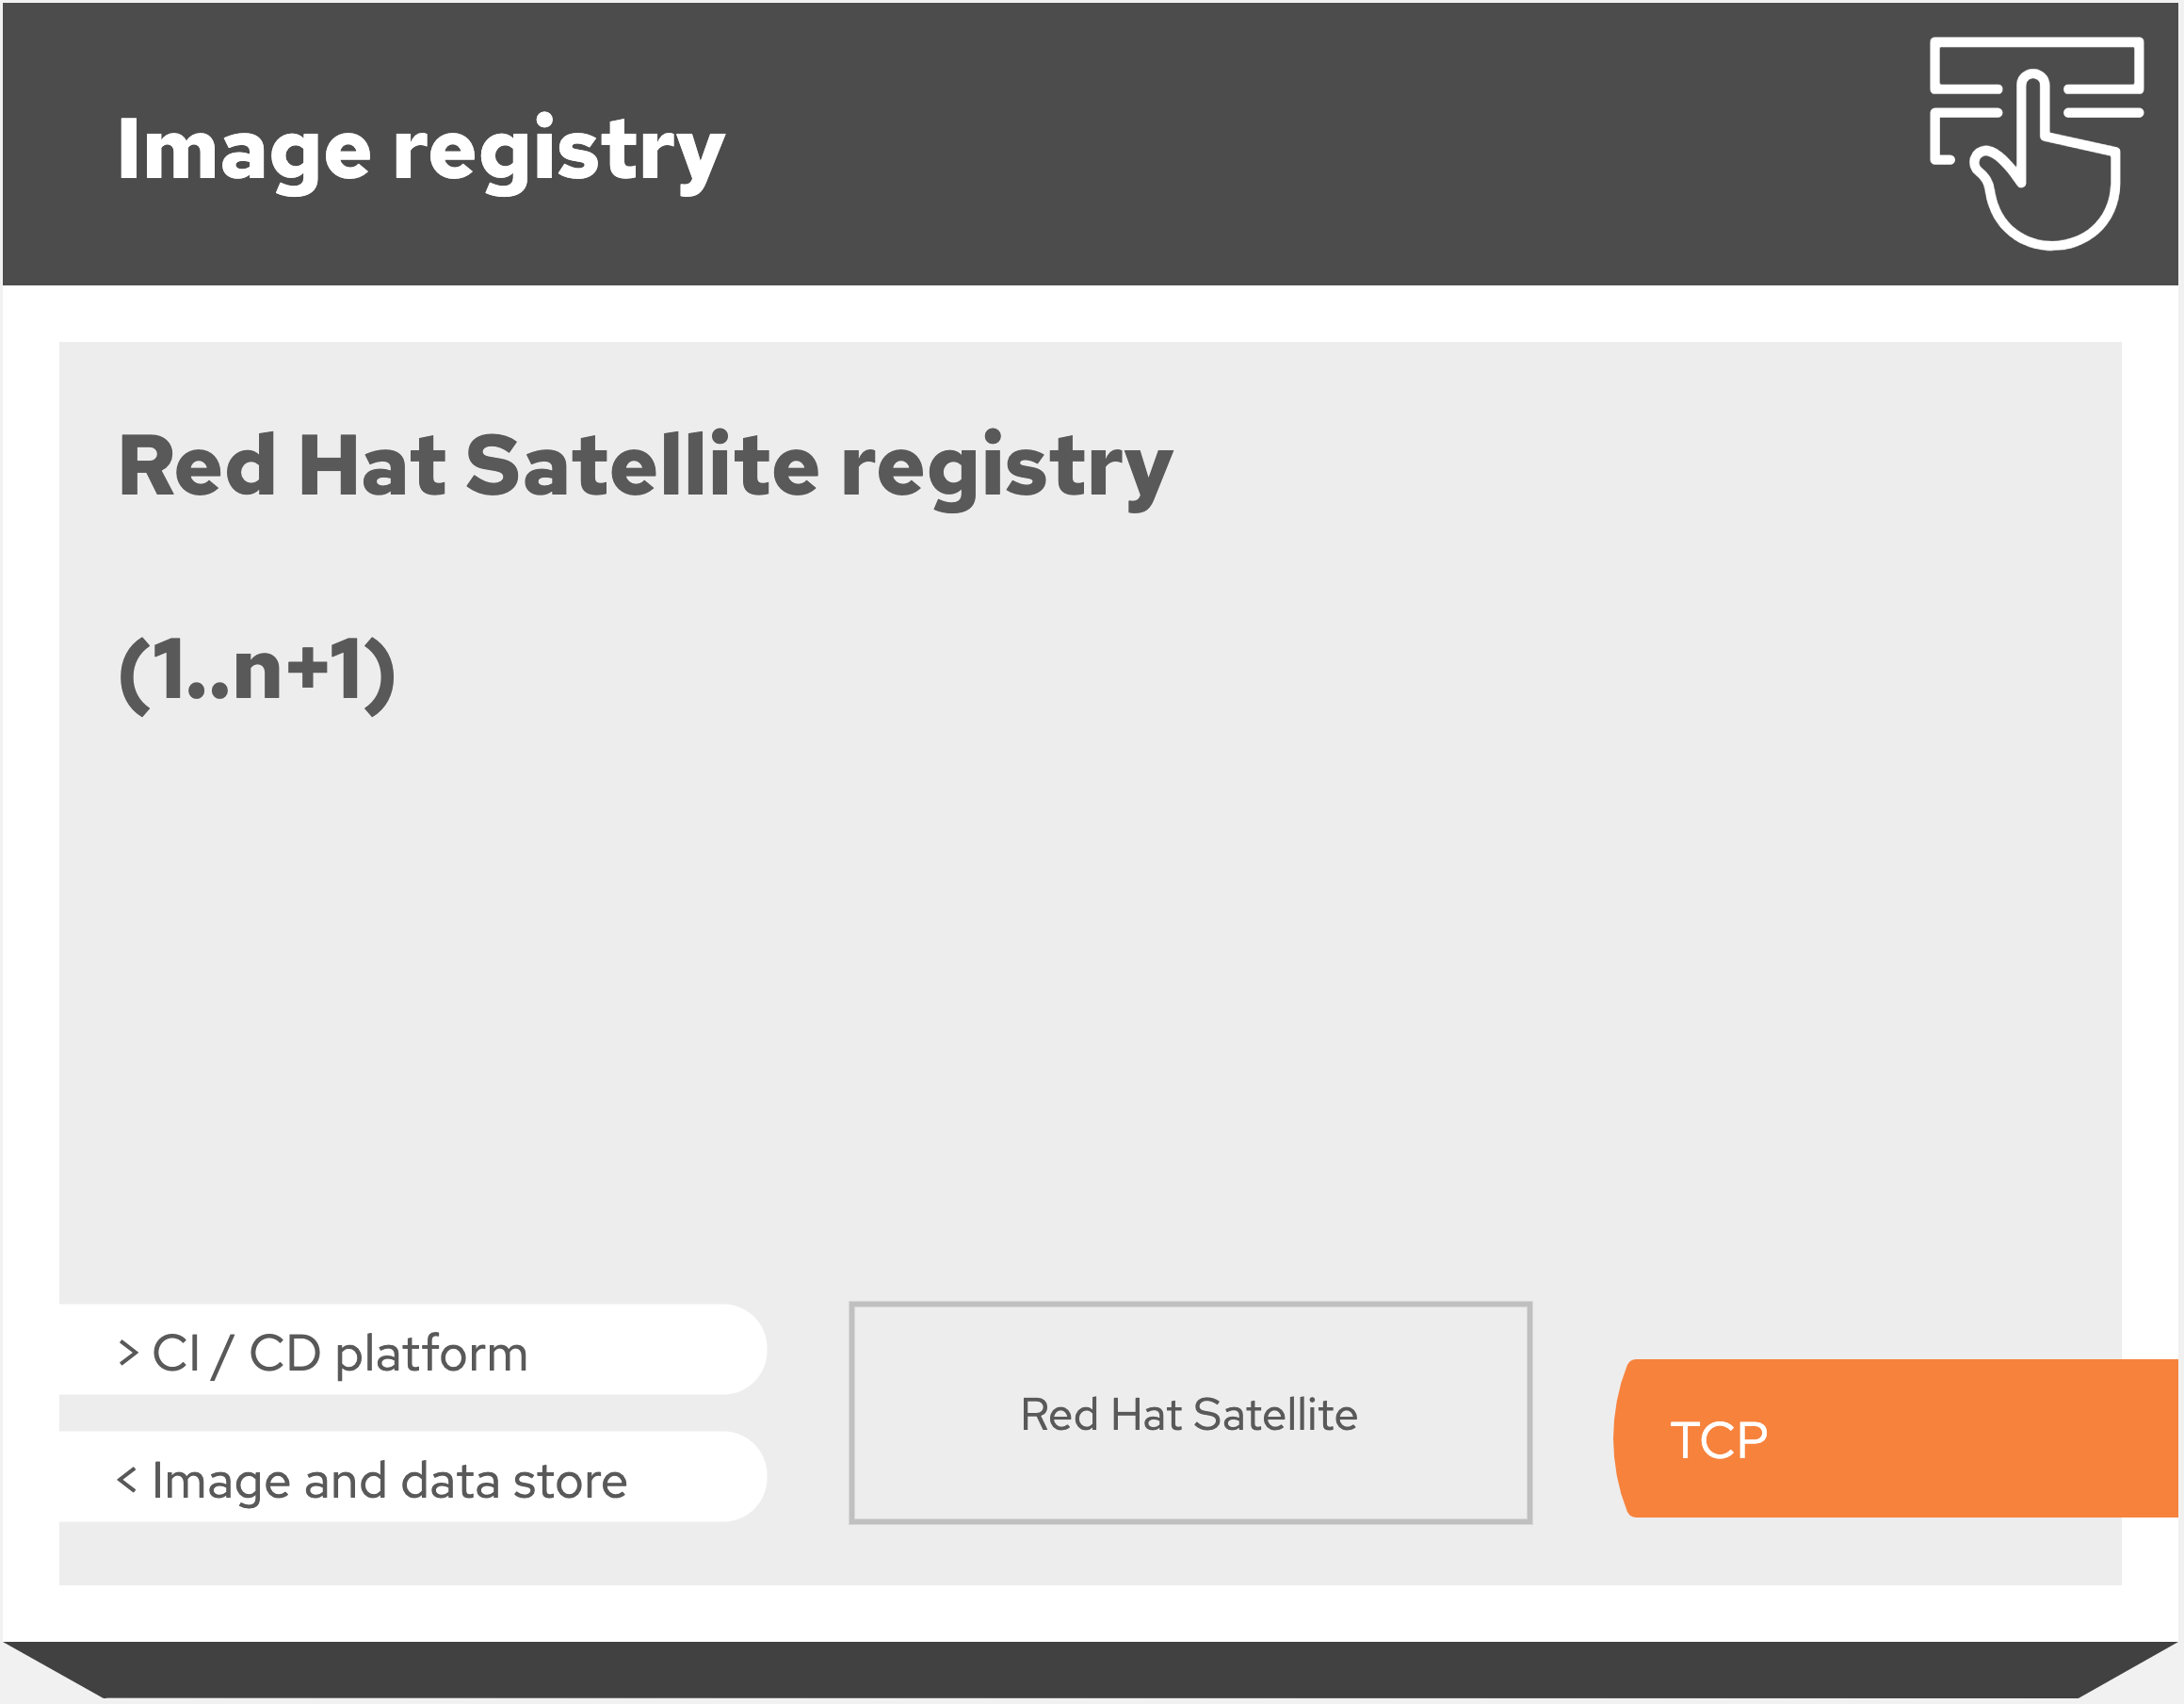 Image registry
Red Hat Satellite registry
(1..n+1)
> CI / CD platform
< Image and data store
Red Hat Satellite
TCP